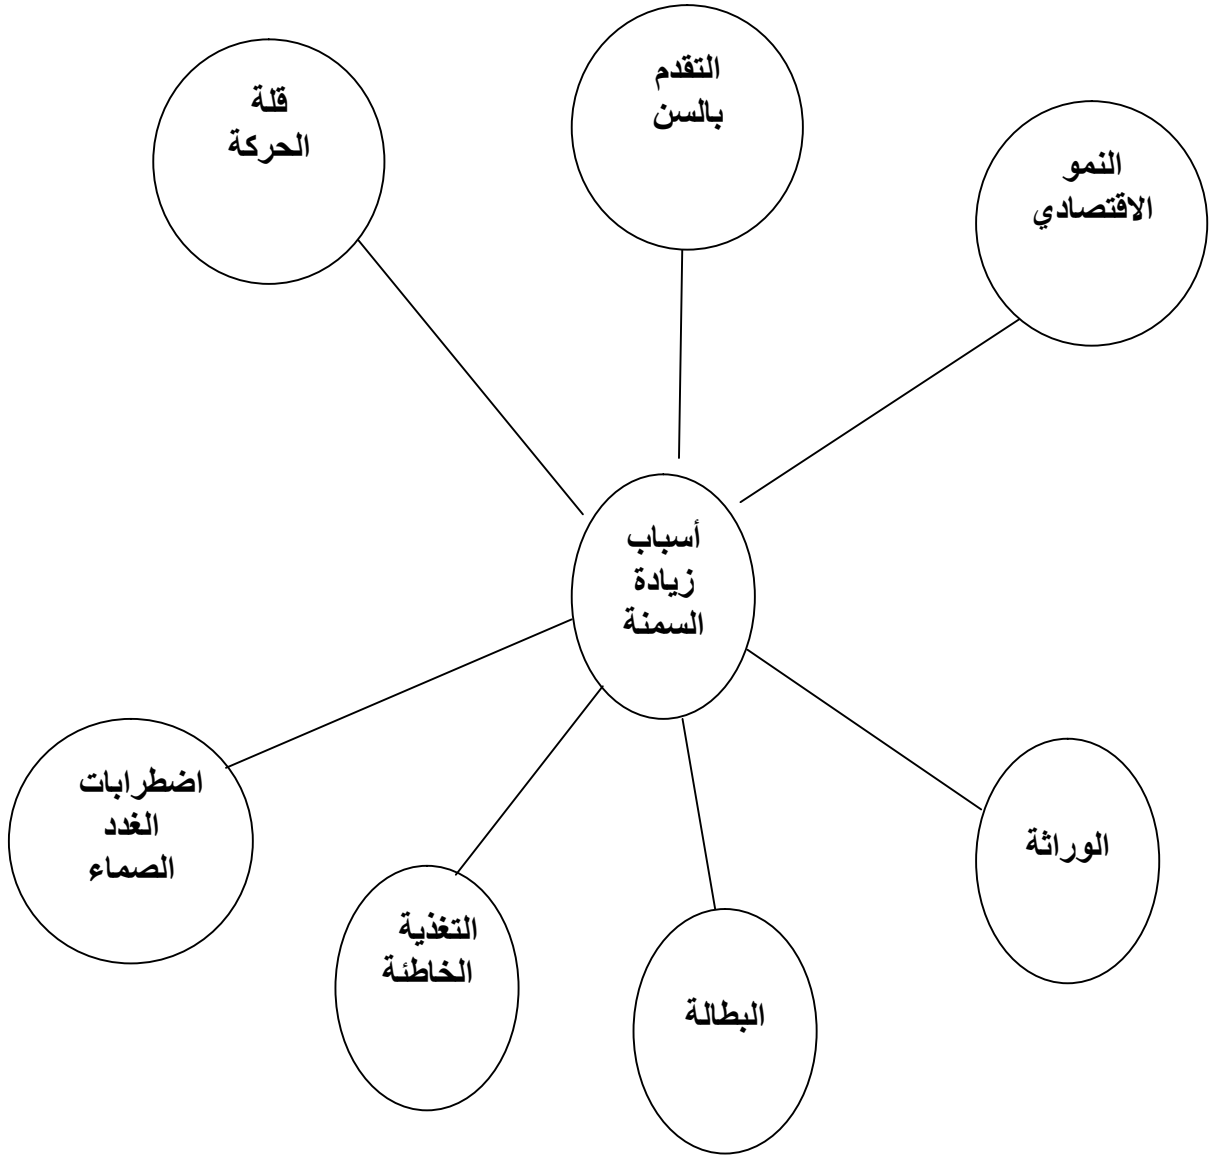 التقدم
بالسن
قلة
الحركة
النمو
الاقتصادي
أسباب
زيادة
السمنة
اضطرابات
الغدد
الصماء
الوراثة
التغذية
الخاطئة
البطالة